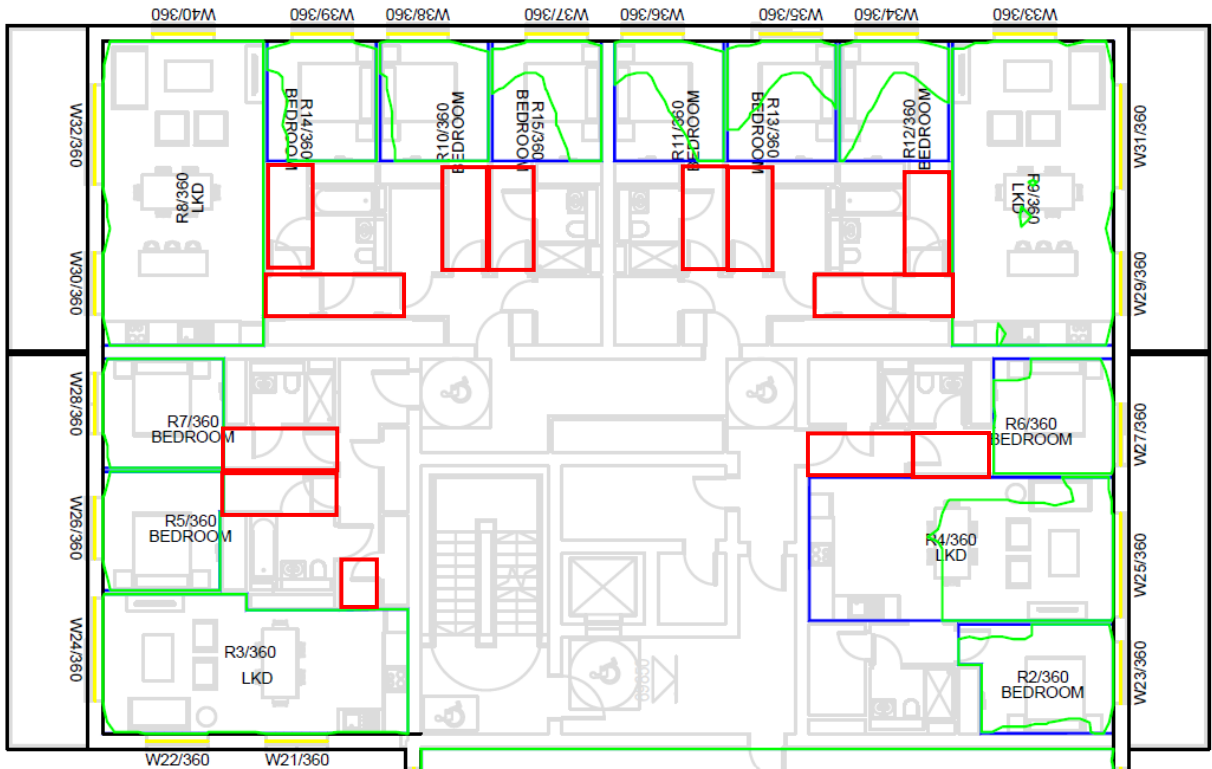 W40/360
W39/360
W38/360
W37/360
W36/360
W35/360
W34/360
W33/360
W32/360
W31/360
R14/360
BEDROOM
R10/360
BEDROOM
R15/360
BEDROOM
R11/360
BEDROOM
R13/360
BEDROOM
R12/360
BEDROOM
R8/360
LKD
R9/360
LKD
W30/360
W29/360
W28/360
R7/360
BEDROOM
R6/360
BEDROOM
W27/360
W26/360
R5/360
BEDROOM
R4/360
LKD
W25/360
W24/360
R3/360
LKD
R2/360
BEDROOM
W23/360
W22/360
W21/360